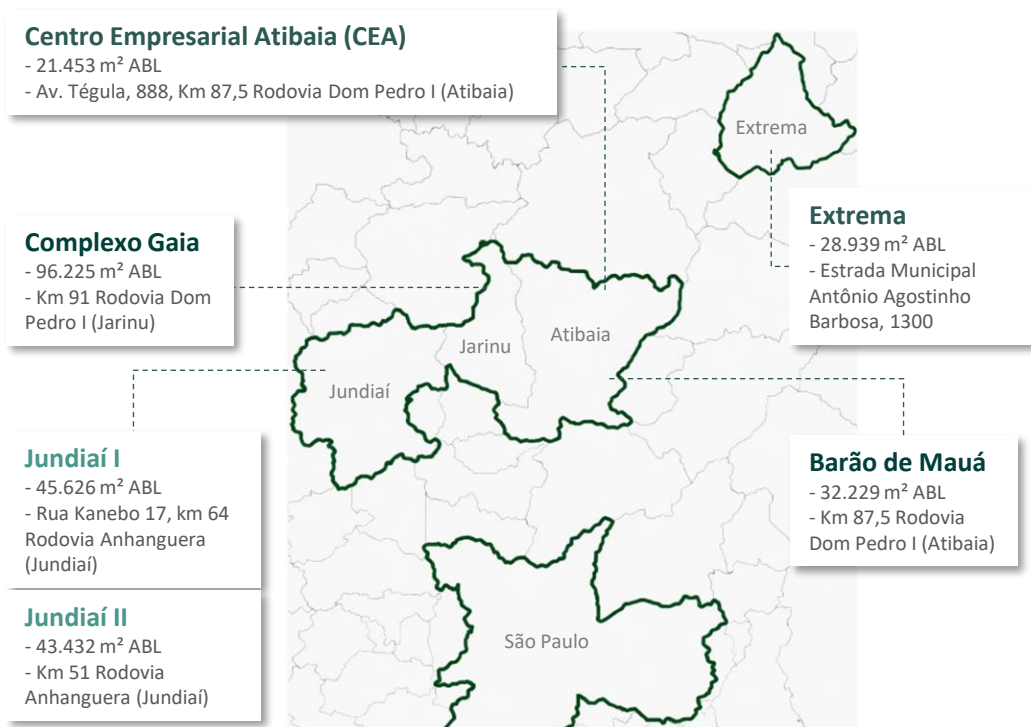 Centro Empresarial Atibaia (CEA)
- 21.453 m² ABL
- Av. Tégula, 888, Km 87,5 Rodovia Dom Pedro I (Atibaia)
Extrema
Extrema
- 28.939 m² ABL
- Estrada Municipal
Antônio Agostinho
Barbosa, 1300
Complexo Gaia
- 96.225 m² ABL
- Km 91 Rodovia Dom
Pedro I (Jarinu)
Atibaia
Jarinu
Jundiaí
Jundiaí I
- 45.626 m² ABL
- Rua Kanebo 17, km 64
Rodovia Anhanguera
(Jundiaí)
Barão de Mauá
- 32.229 m² ABL
- Km 87,5 Rodovia
Dom Pedro I (Atibaia)
Jundiaí II
- 43.432 m² ABL
- Km 51 Rodovia
Anhanguera (Jundiaí)
São Paulo